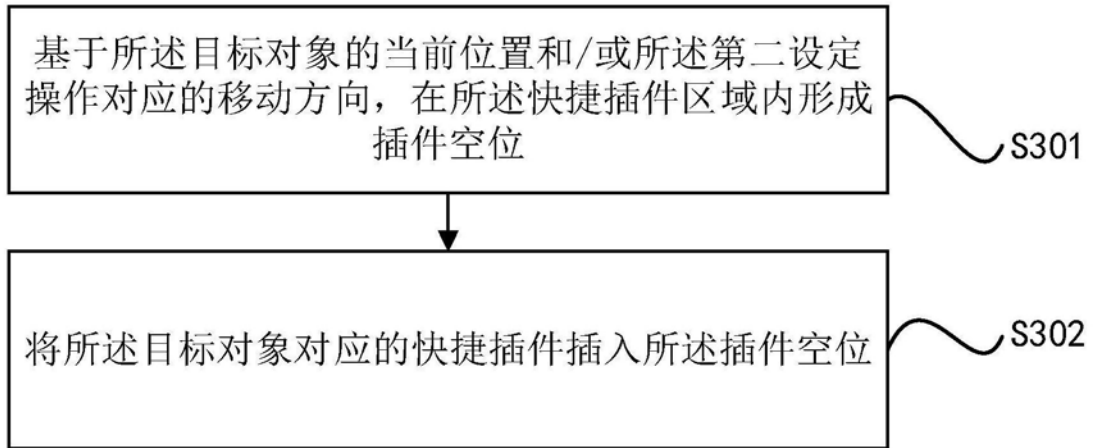 基于所述目标对象的当前位置和/或所述第二设定
操作对应的移动方向，在所述快捷插件区域内形成
插件空位
S301
将所述目标对象对应的快捷插件插入所述插件空位
S302